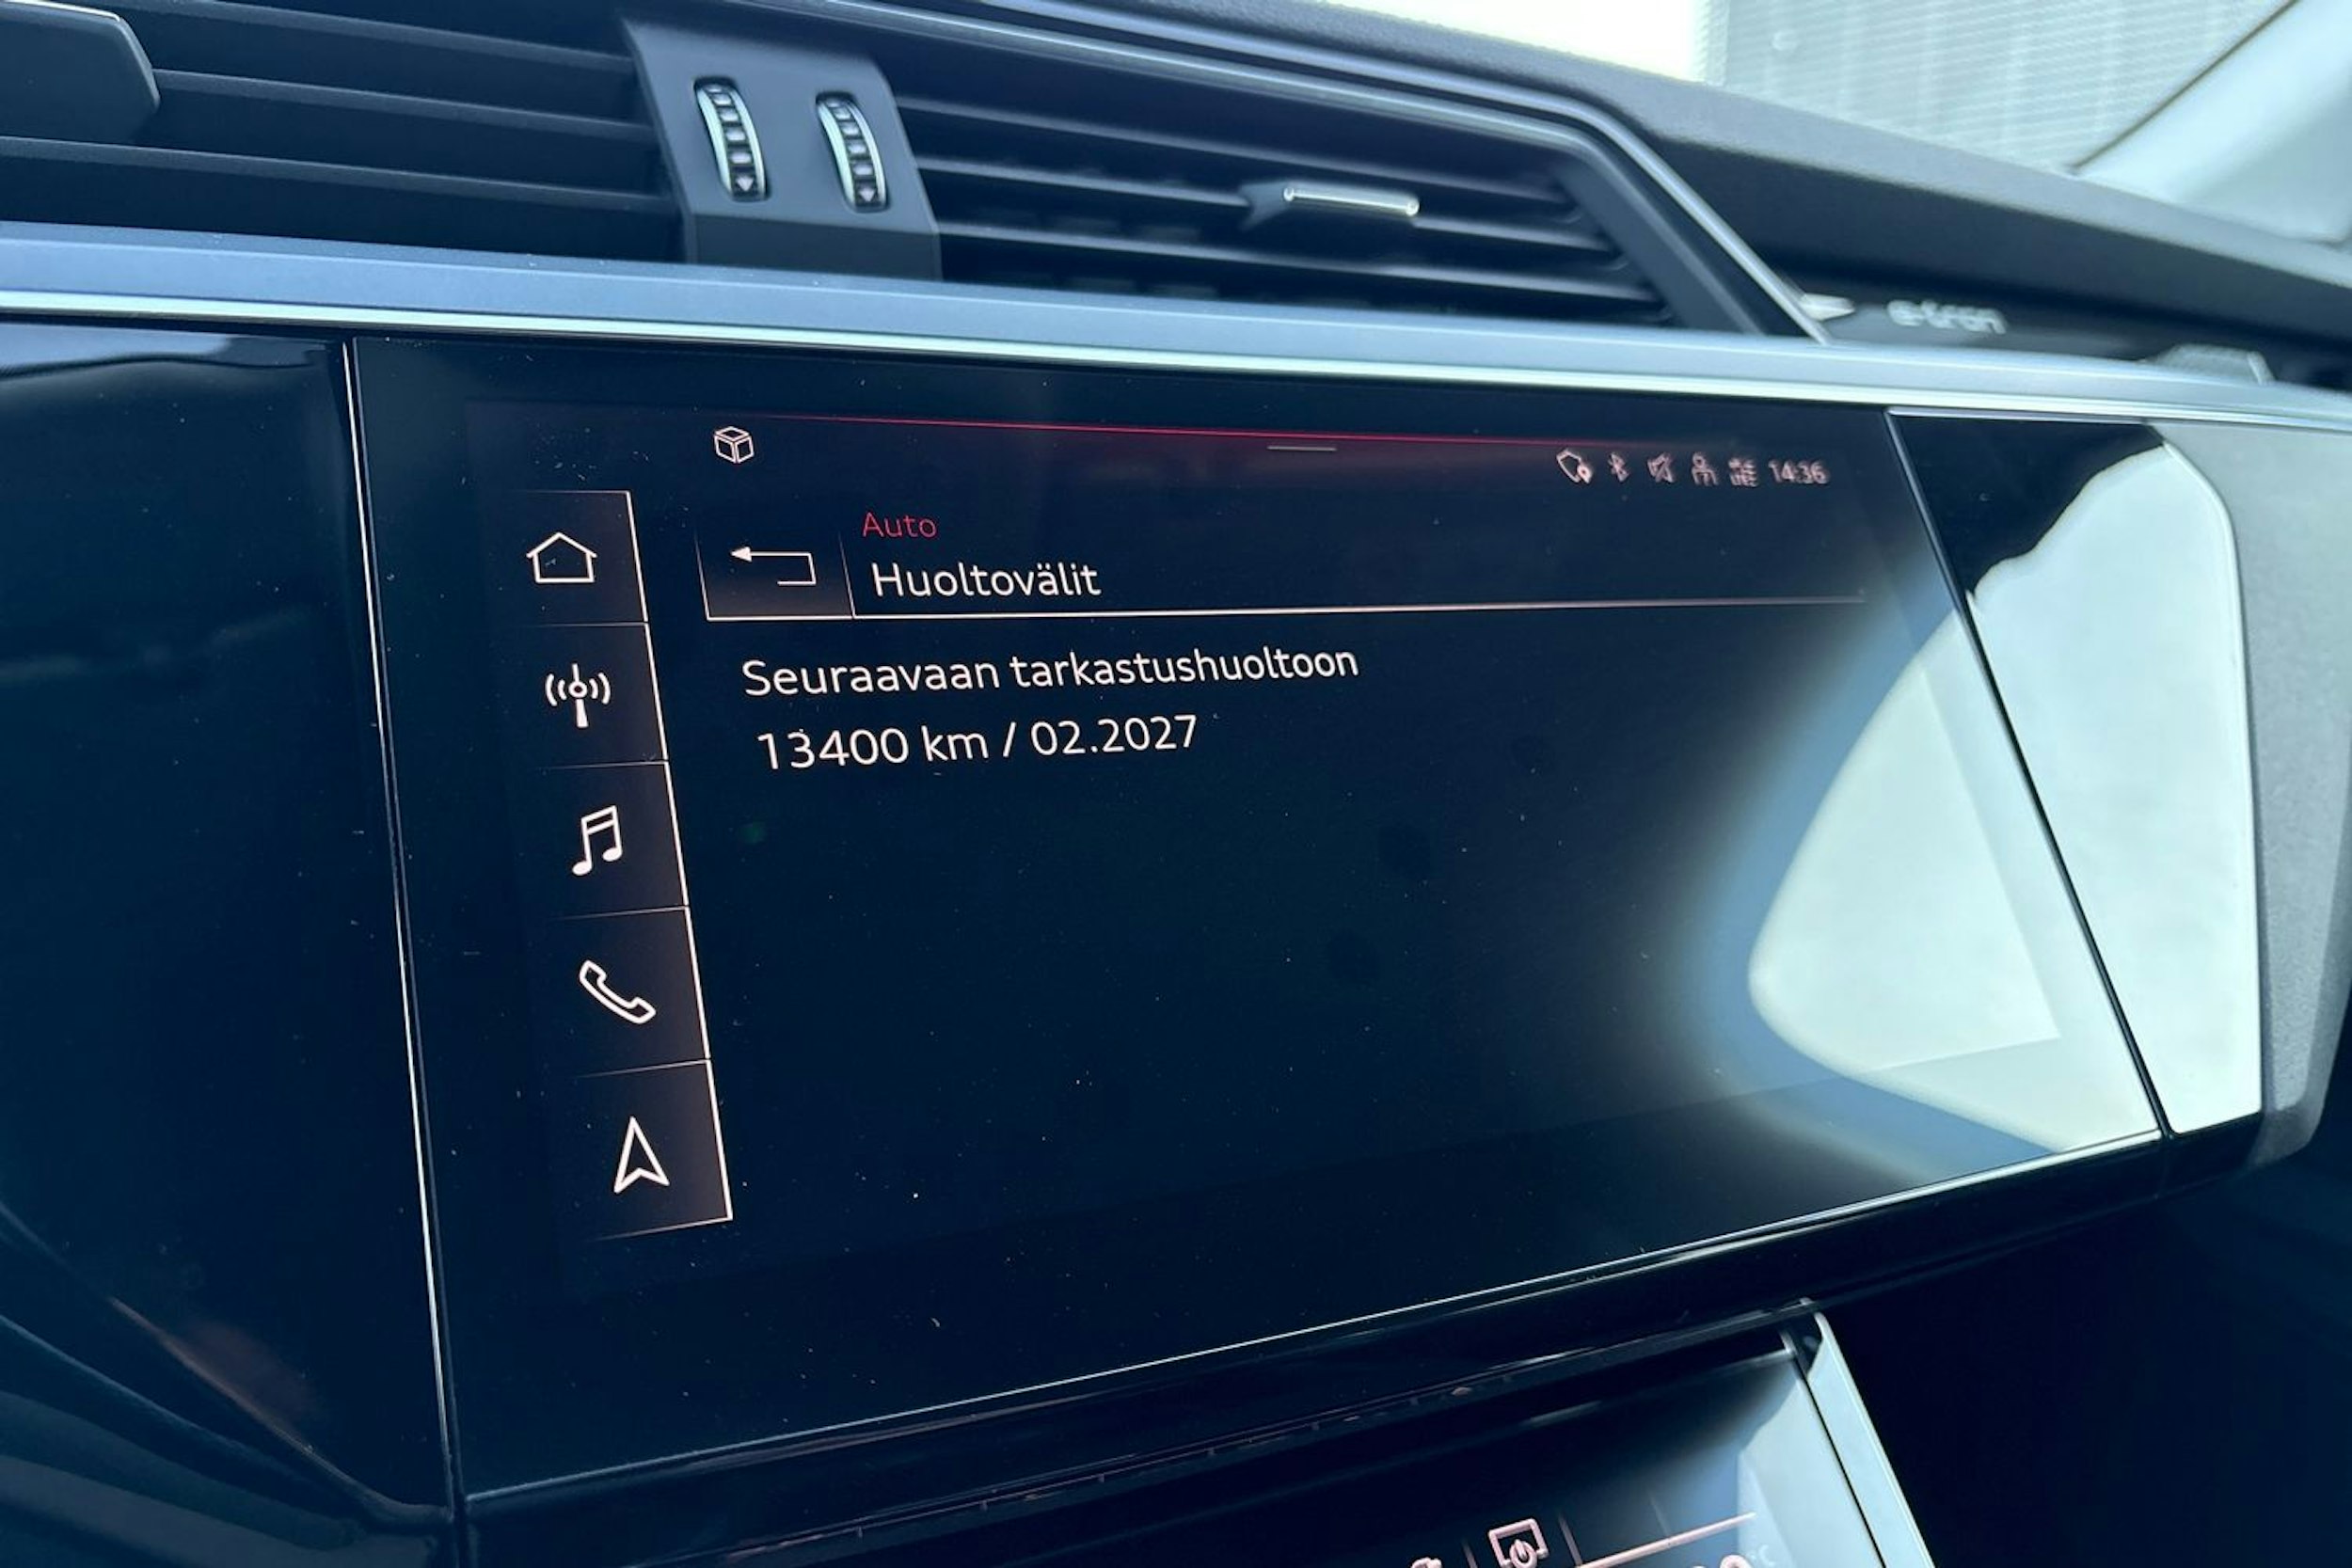 e-tron
14:36
Auto
Huoltovälit
Seuraavaan tarkastushuoltoon
13400 km / 02.2027